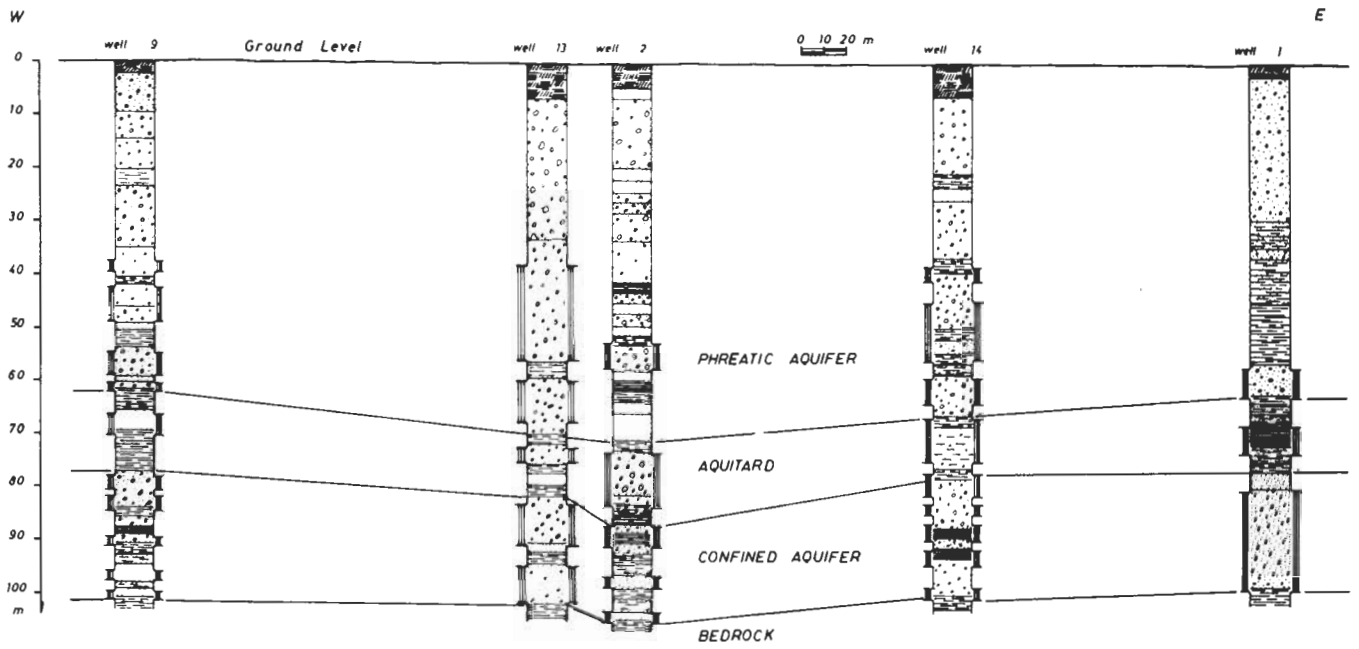 W
E
well 9
Ground Level
well 13
well 2
0 10 20 m
well 14
well 1
0
10
20
30
40
50
60
70
80
90
100
m
PHREATIC AQUIFER
AQUITARD
CONFINED AQUIFER
BEDROCK